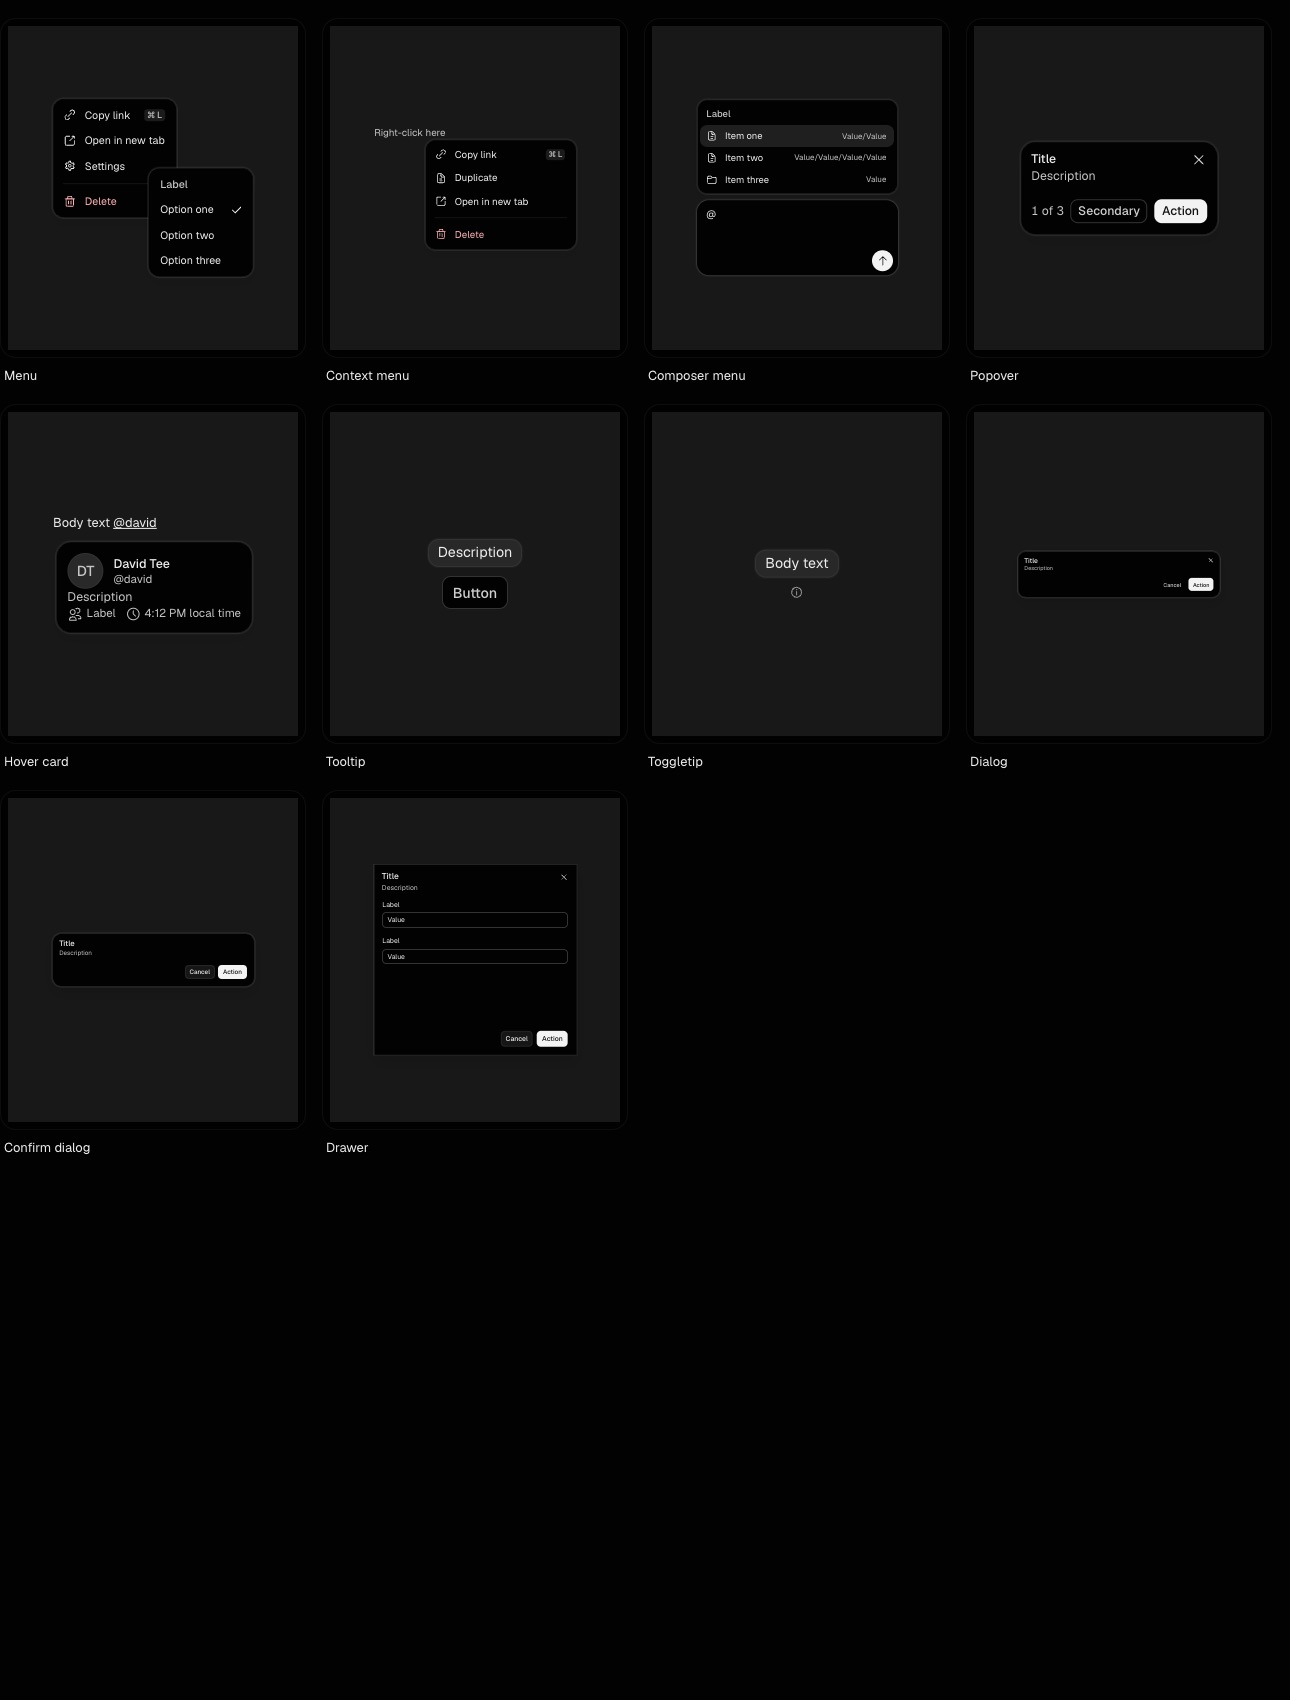 Copy link ⌘ L
Open in new tab
Settings
Delete
Label
Option one
Option two
Option three
Menu
Right-click here
Copy link ⌘ L
Duplicate
Open in new tab
Delete
Context menu
Label
Item one Value/Value
Item two Value/Value/Value/Value
Item three Value
@
Composer menu
Title
Description
1 of 3 Secondary Action
Popover
Body text @david
DT
David Tee
@david
Description
Label 4:12 PM local time
Hover card
Description
Button
Tooltip
Body text
Toggletip
Title
Description
Cancel Action
Dialog
Title
Description
Cancel Action
Confirm dialog
Title
Description
Label
Value
Label
Value
Cancel Action
Drawer